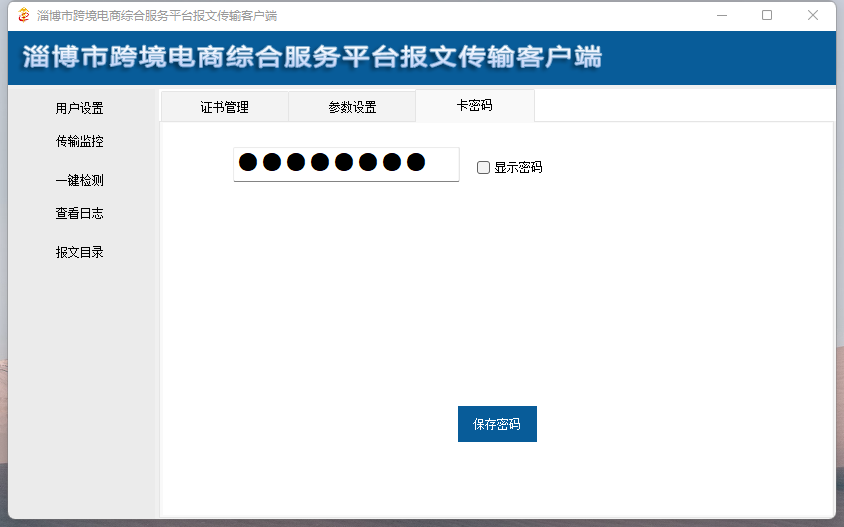 淄博市跨境电商综合服务平台报文传输客户端
淄博市跨境电商综合服务平台报文传输客户端
用户设置
传输监控
一键检测
查看日志
报文目录
证书管理 参数设置 卡密码
●●●●●●●● 显示密码
保存密码